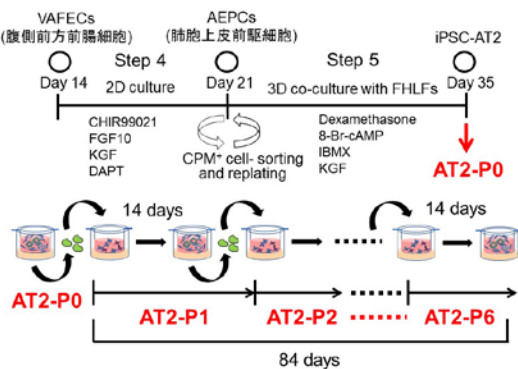 VAFECs
(腹側前方前腸細胞)
AEPCs
(肺胞上皮前駆細胞)
iPSC-AT2
Step 4
Step 5
Day 14
2D culture
Day 21
3D co-culture with FHLFs
Day 35
CHIR99021
FGF10
KGF
DAPT
CPM⁺ cell- sorting
and replating
Dexamethasone
8-Br-cAMP
IBMX
KGF
AT2-P0
14 days
14 days
AT2-P0
AT2-P1
AT2-P2
AT2-P6
84 days